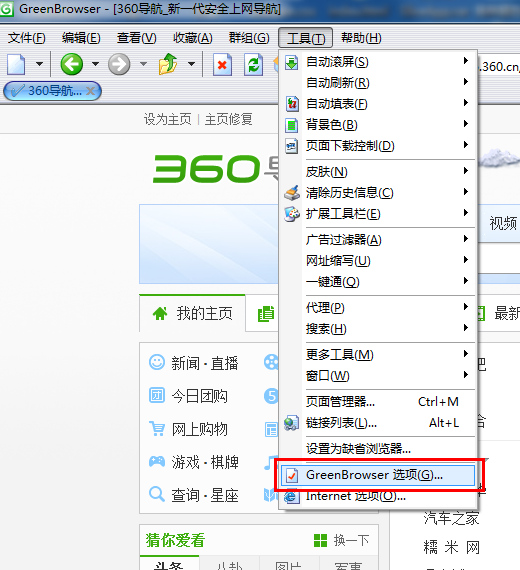 GreenBrowser - [360导航_新一代安全上网导航]
文件(F) 编辑(E) 查看(V) 收藏(A) 群组(G) 工具(T) 帮助(H)
.360.cn
360导航...
设为主页 | 主页修复
360导
视频
我的主页
最新
新闻·直播
今日团购
网上购物
游戏·棋牌
查询·星座
自动滚屏(S)
自动刷新(R)
自动填表(F)
背景色(B)
页面下载控制(D)
皮肤(N)
清除历史信息(C)
扩展工具栏(E)
广告过滤器(A)
网址缩写(U)
一键通(Q)
代理(P)
搜索(H)
更多工具(M)
窗口(W)
页面管理器... Ctrl+M
链接列表(L)... Alt+L
设置为缺省浏览器...
GreenBrowser 选项(G)...
Internet 选项(O)...
吧
合
汽车之家
糯 米 网
猜你喜欢 换一下
头条 八卦 图片 军事